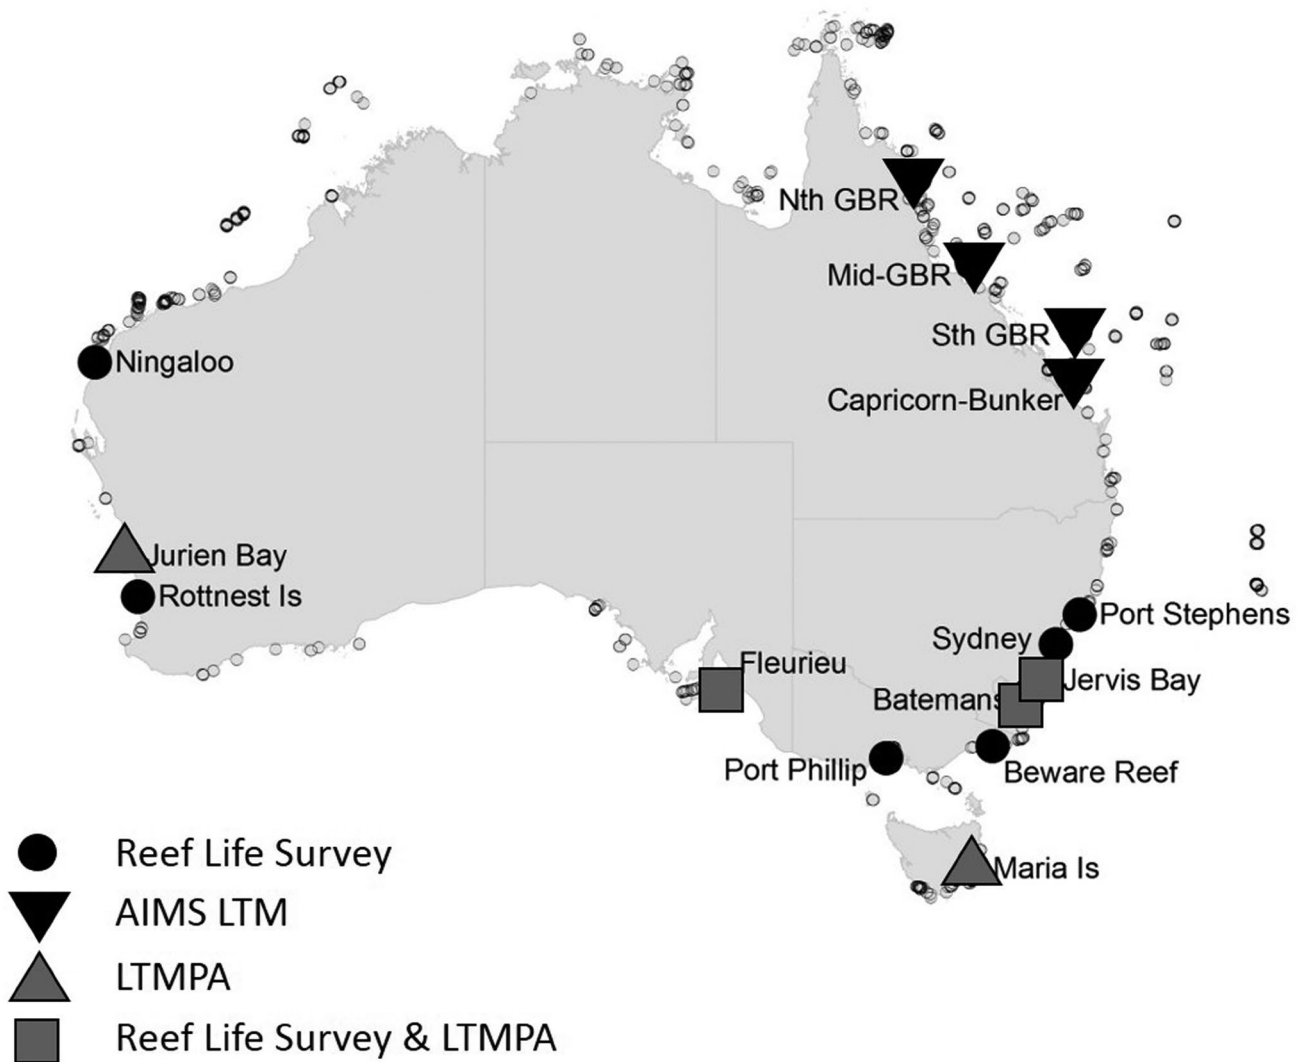 Nth GBR
Mid-GBR
Sth GBR
Ningaloo
Capricorn-Bunker
Jurien Bay
Rottnest Is
Port Stephens
Sydney
Fleurieu
Jervis Bay
Batemans
Port Phillip
Beware Reef
Maria Is
Reef Life Survey
AIMS LTM
LTMPA
Reef Life Survey & LTMPA